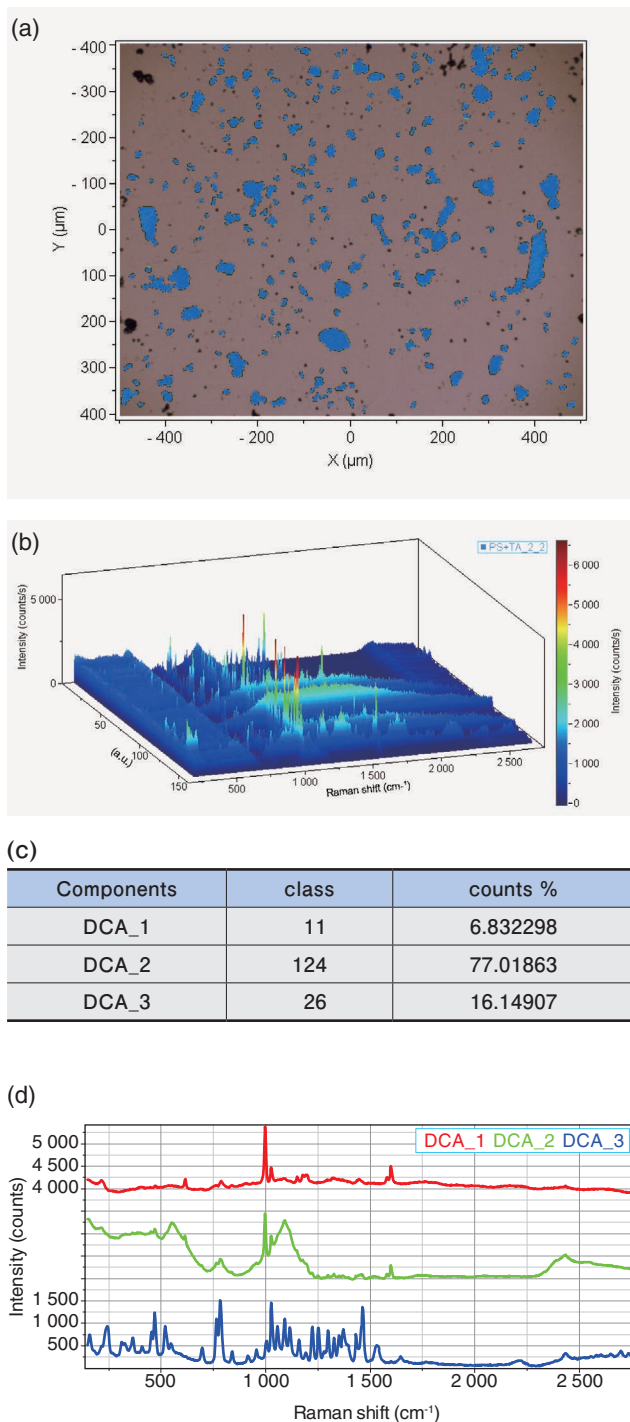 (a)
- 400
- 300
- 200
- 100
0
100
200
300
400
Y (µm)
- 400 - 200 0 200 400
X (µm)
(b)
PS+TA_2_2
Intensity (counts/s)
5 000
0
50
100
150
(a.u.)
500 1 000 1 500 2 000 2 500
Raman shift (cm⁻¹)
6 000
5 000
4 000
3 000
2 000
1 000
0
Intensity (counts/s)
(c)
Components class counts %
DCA_1 11 6.832298
DCA_2 124 77.01863
DCA_3 26 16.14907
(d)
DCA_1 DCA_2 DCA_3
5 000
4 500
4 000
1 500
1 000
500
Intensity (counts)
500 1 000 1 500 2 000 2 500
Raman shift (cm⁻¹)